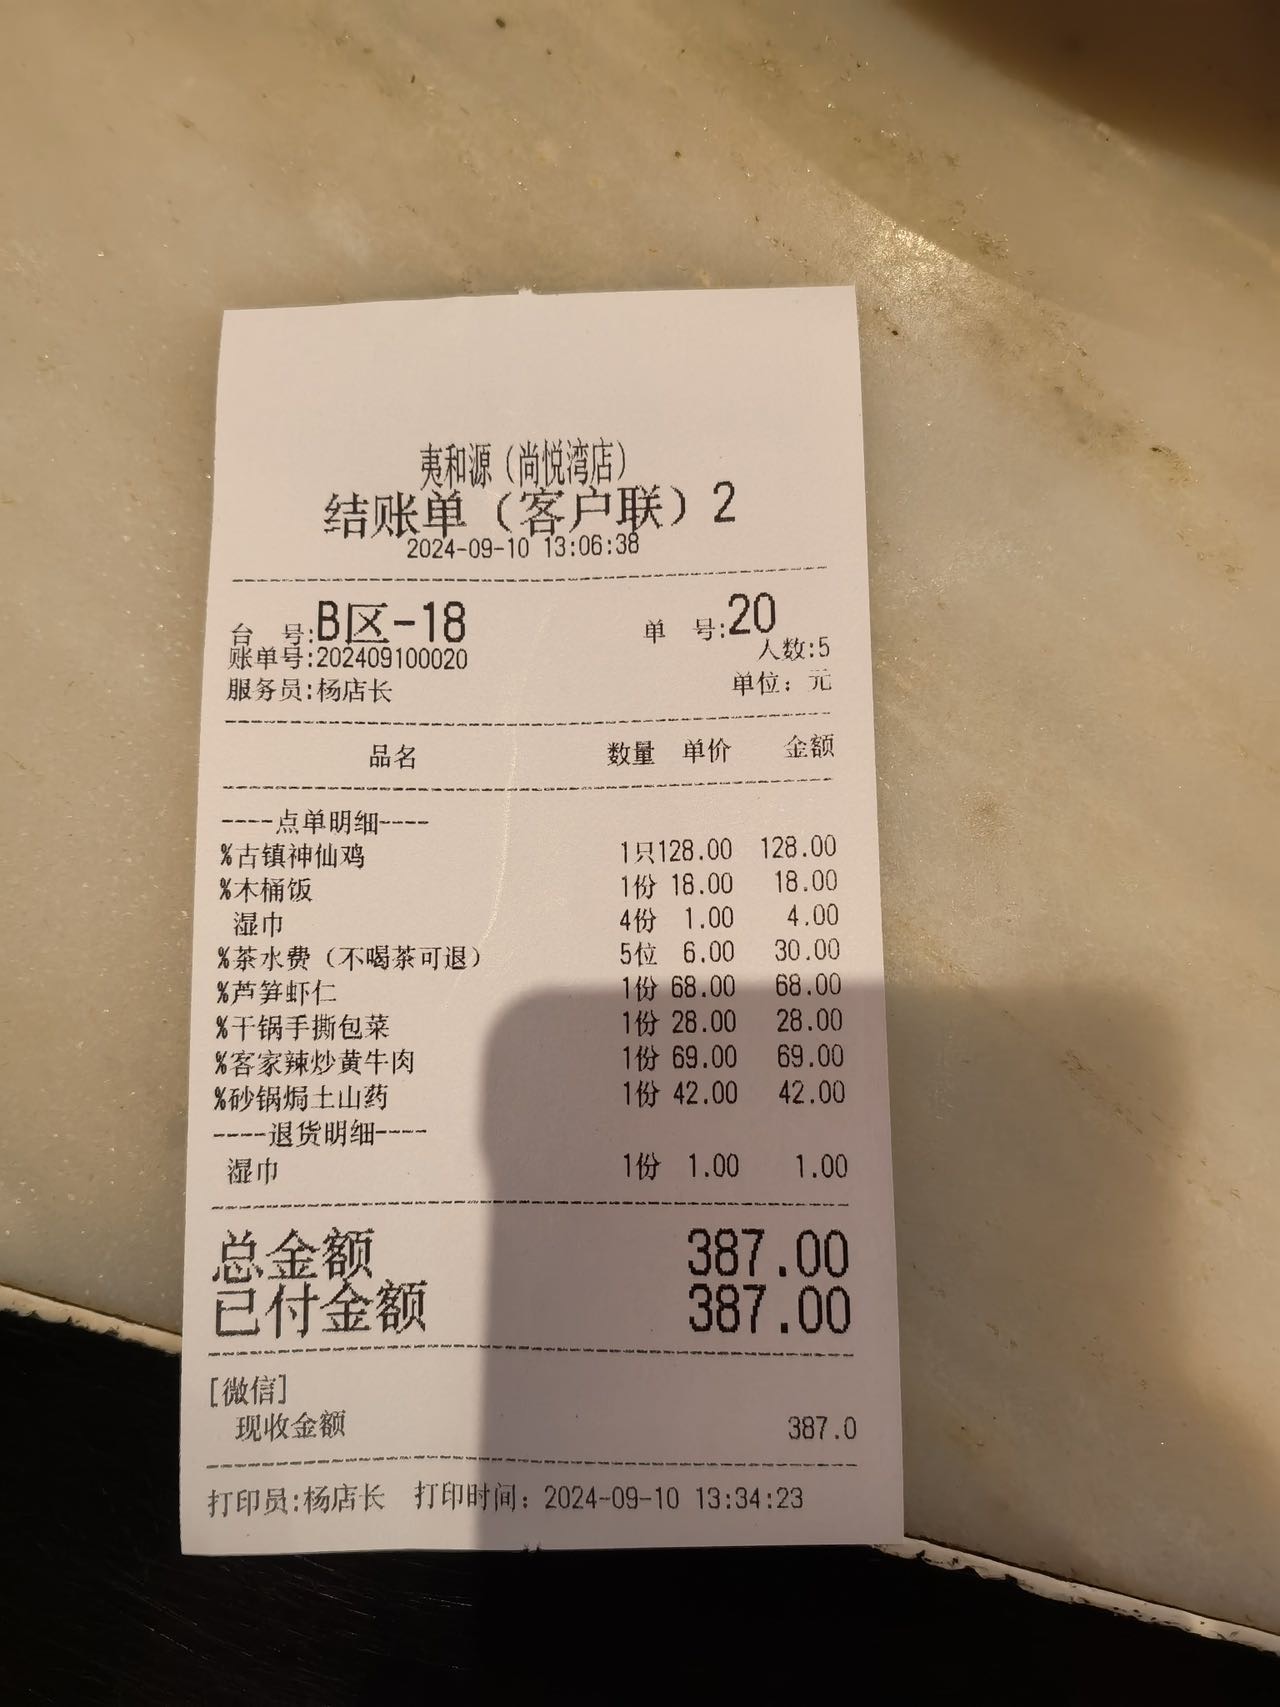 夷和源（尚悦湾店）
结账单（客户联）2
2024-09-10 13:06:38
台 号:B区-18 单 号:20
人数:5
账单号:202409100020
服务员:杨店长 单位：元
品名 数量 单价 金额
----点单明细----
%古镇神仙鸡 1只128.00 128.00
%木桶饭 1份 18.00 18.00
湿巾 4份 1.00 4.00
%茶水费（不喝茶可退） 5位 6.00 30.00
%芦笋虾仁 1份 68.00 68.00
%干锅手撕包菜 1份 28.00 28.00
%客家辣炒黄牛肉 1份 69.00 69.00
%砂锅焗土山药 1份 42.00 42.00
----退货明细----
湿巾 1份 1.00 1.00
总金额 387.00
已付金额 387.00
[微信]
现收金额 387.0
打印员:杨店长 打印时间：2024-09-10 13:34:23